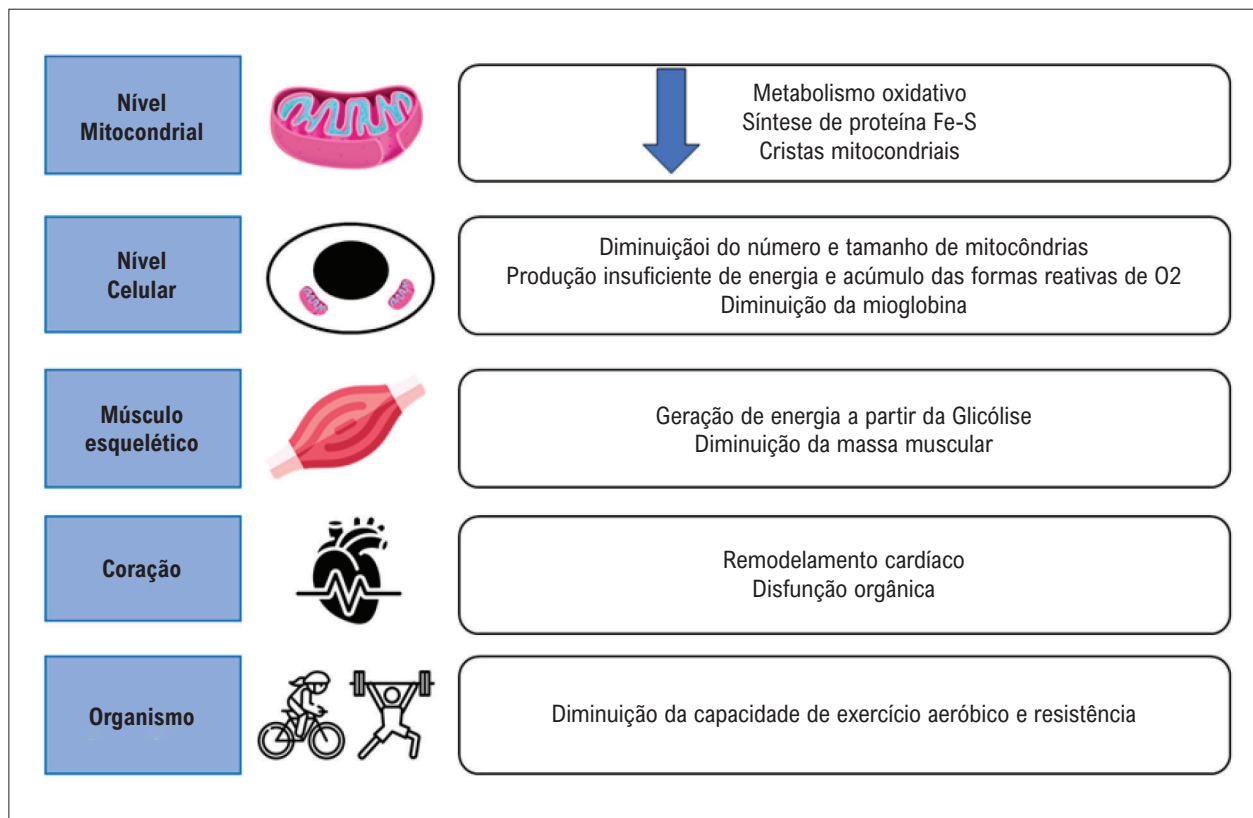 Nível
Mitocondrial
Metabolismo oxidativo
Síntese de proteína Fe-S
Cristas mitocondriais
Nível
Celular
Diminuiçãoi do número e tamanho de mitocôndrias
Produção insuficiente de energia e acúmulo das formas reativas de O2
Diminuição da mioglobina
Músculo
esquelético
Geração de energia a partir da Glicólise
Diminuição da massa muscular
Coração
Remodelamento cardíaco
Disfunção orgânica
Organismo
Diminuição da capacidade de exercício aeróbico e resistência